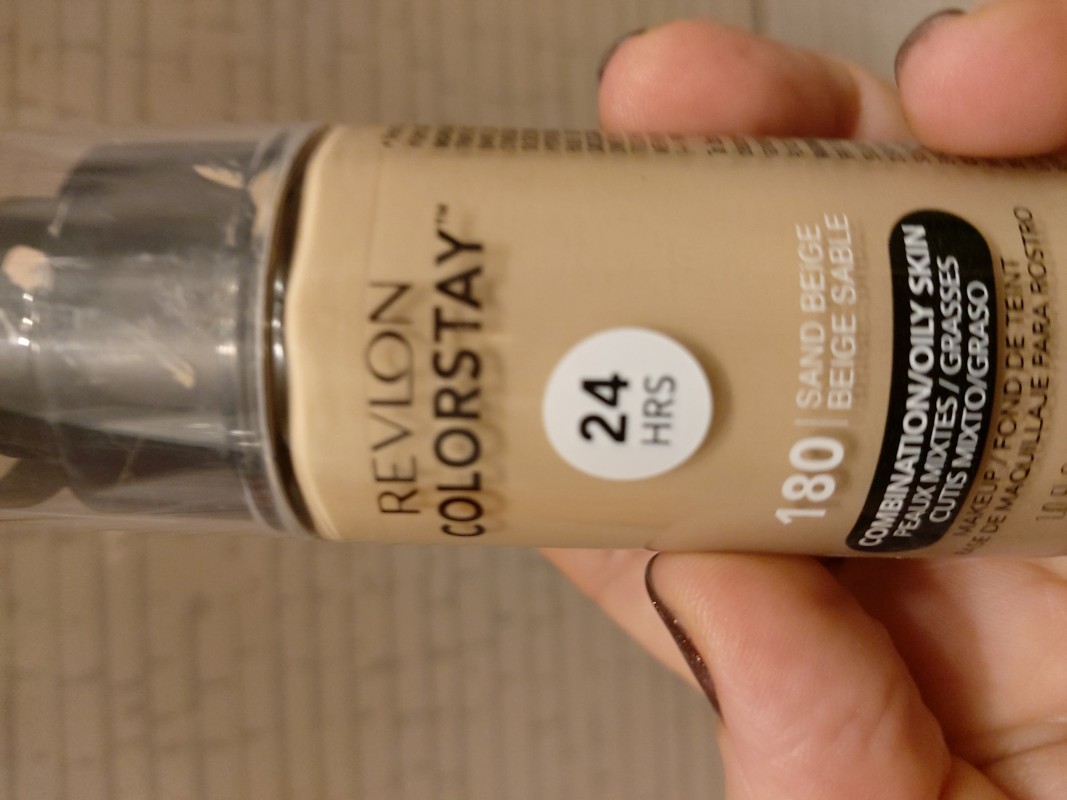 REVLON
COLORSTAY™
24
HRS
180 | SAND BEIGE
BEIGE SABLE
COMBINATION/OILY SKIN
PEAUX MIXTES / GRASSES
CUTIS MIXTO/GRASO
MAKEUP / FOND DE TEINT
BASE DE MAQUILLAJE PARA ROSTRO